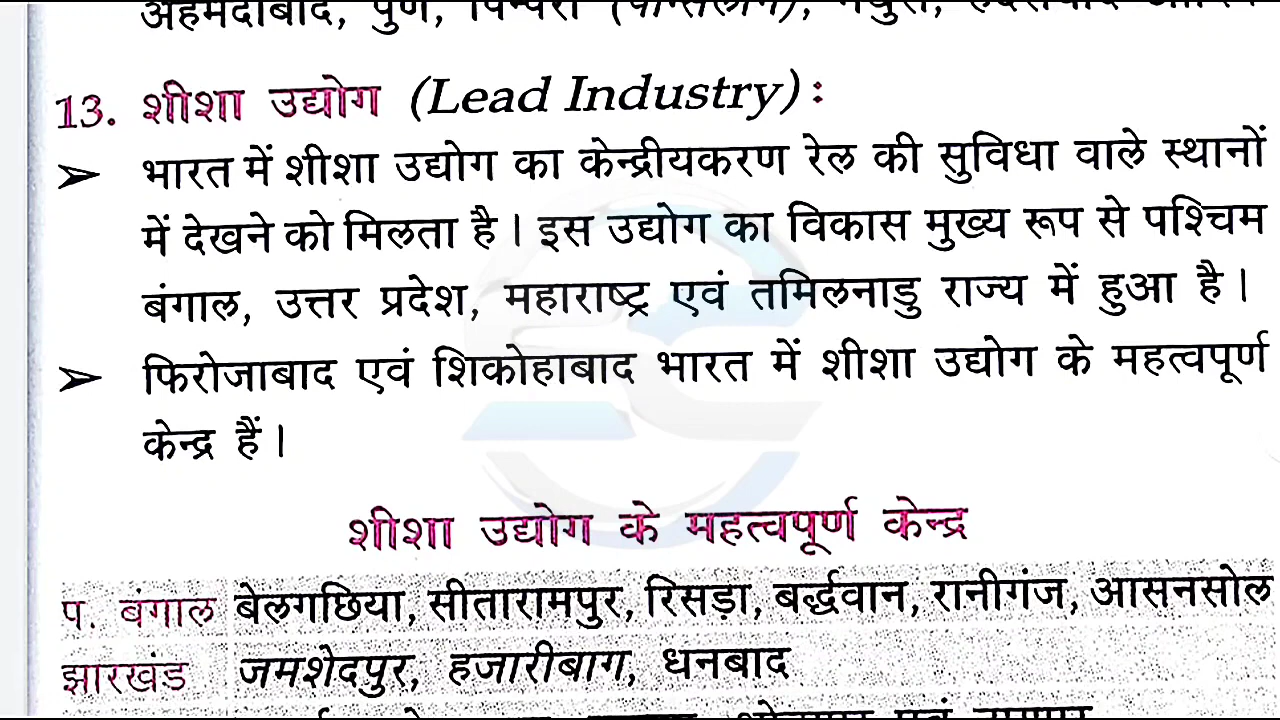 अहमदाबाद, पुणे, पिम्परी
13. शीशा उद्योग (Lead Industry) :
➢ भारत में शीशा उद्योग का केन्द्रीयकरण रेल की सुविधा वाले स्थानों
में देखने को मिलता है। इस उद्योग का विकास मुख्य रूप से पश्चिम
बंगाल, उत्तर प्रदेश, महाराष्ट्र एवं तमिलनाडु राज्य में हुआ है।
➢ फिरोजाबाद एवं शिकोहाबाद भारत में शीशा उद्योग के महत्वपूर्ण
केन्द्र हैं।
शीशा उद्योग के महत्वपूर्ण केन्द्र
प. बंगाल बेलगछिया, सीतारामपुर, रिसड़ा, बर्द्धवान, रानीगंज, आसनसोल
झारखंड जमशेदपुर, हजारीबाग, धनबाद